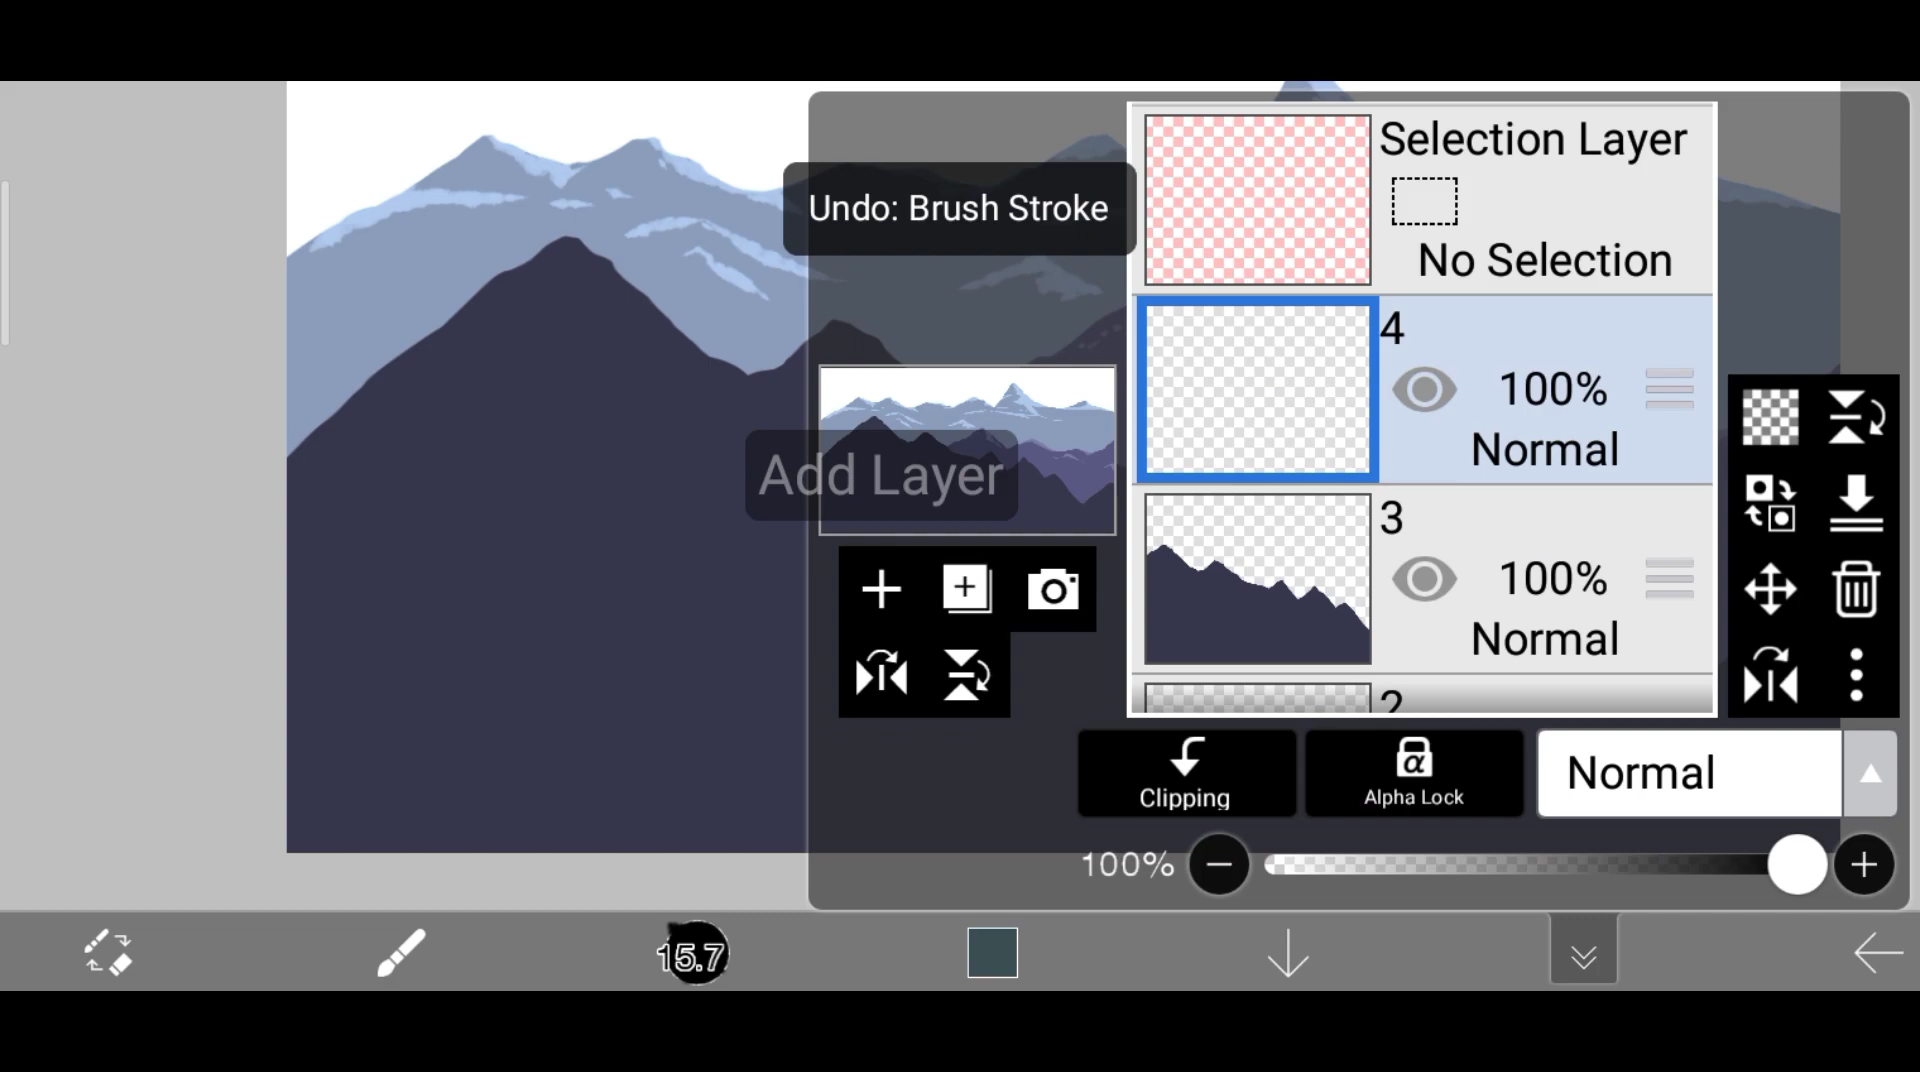 Selection Layer
No Selection
Undo: Brush Stroke
4
100%
Normal
Add Layer
3
100%
Normal
2
Clipping
α
Alpha Lock
Normal
100%
15.7